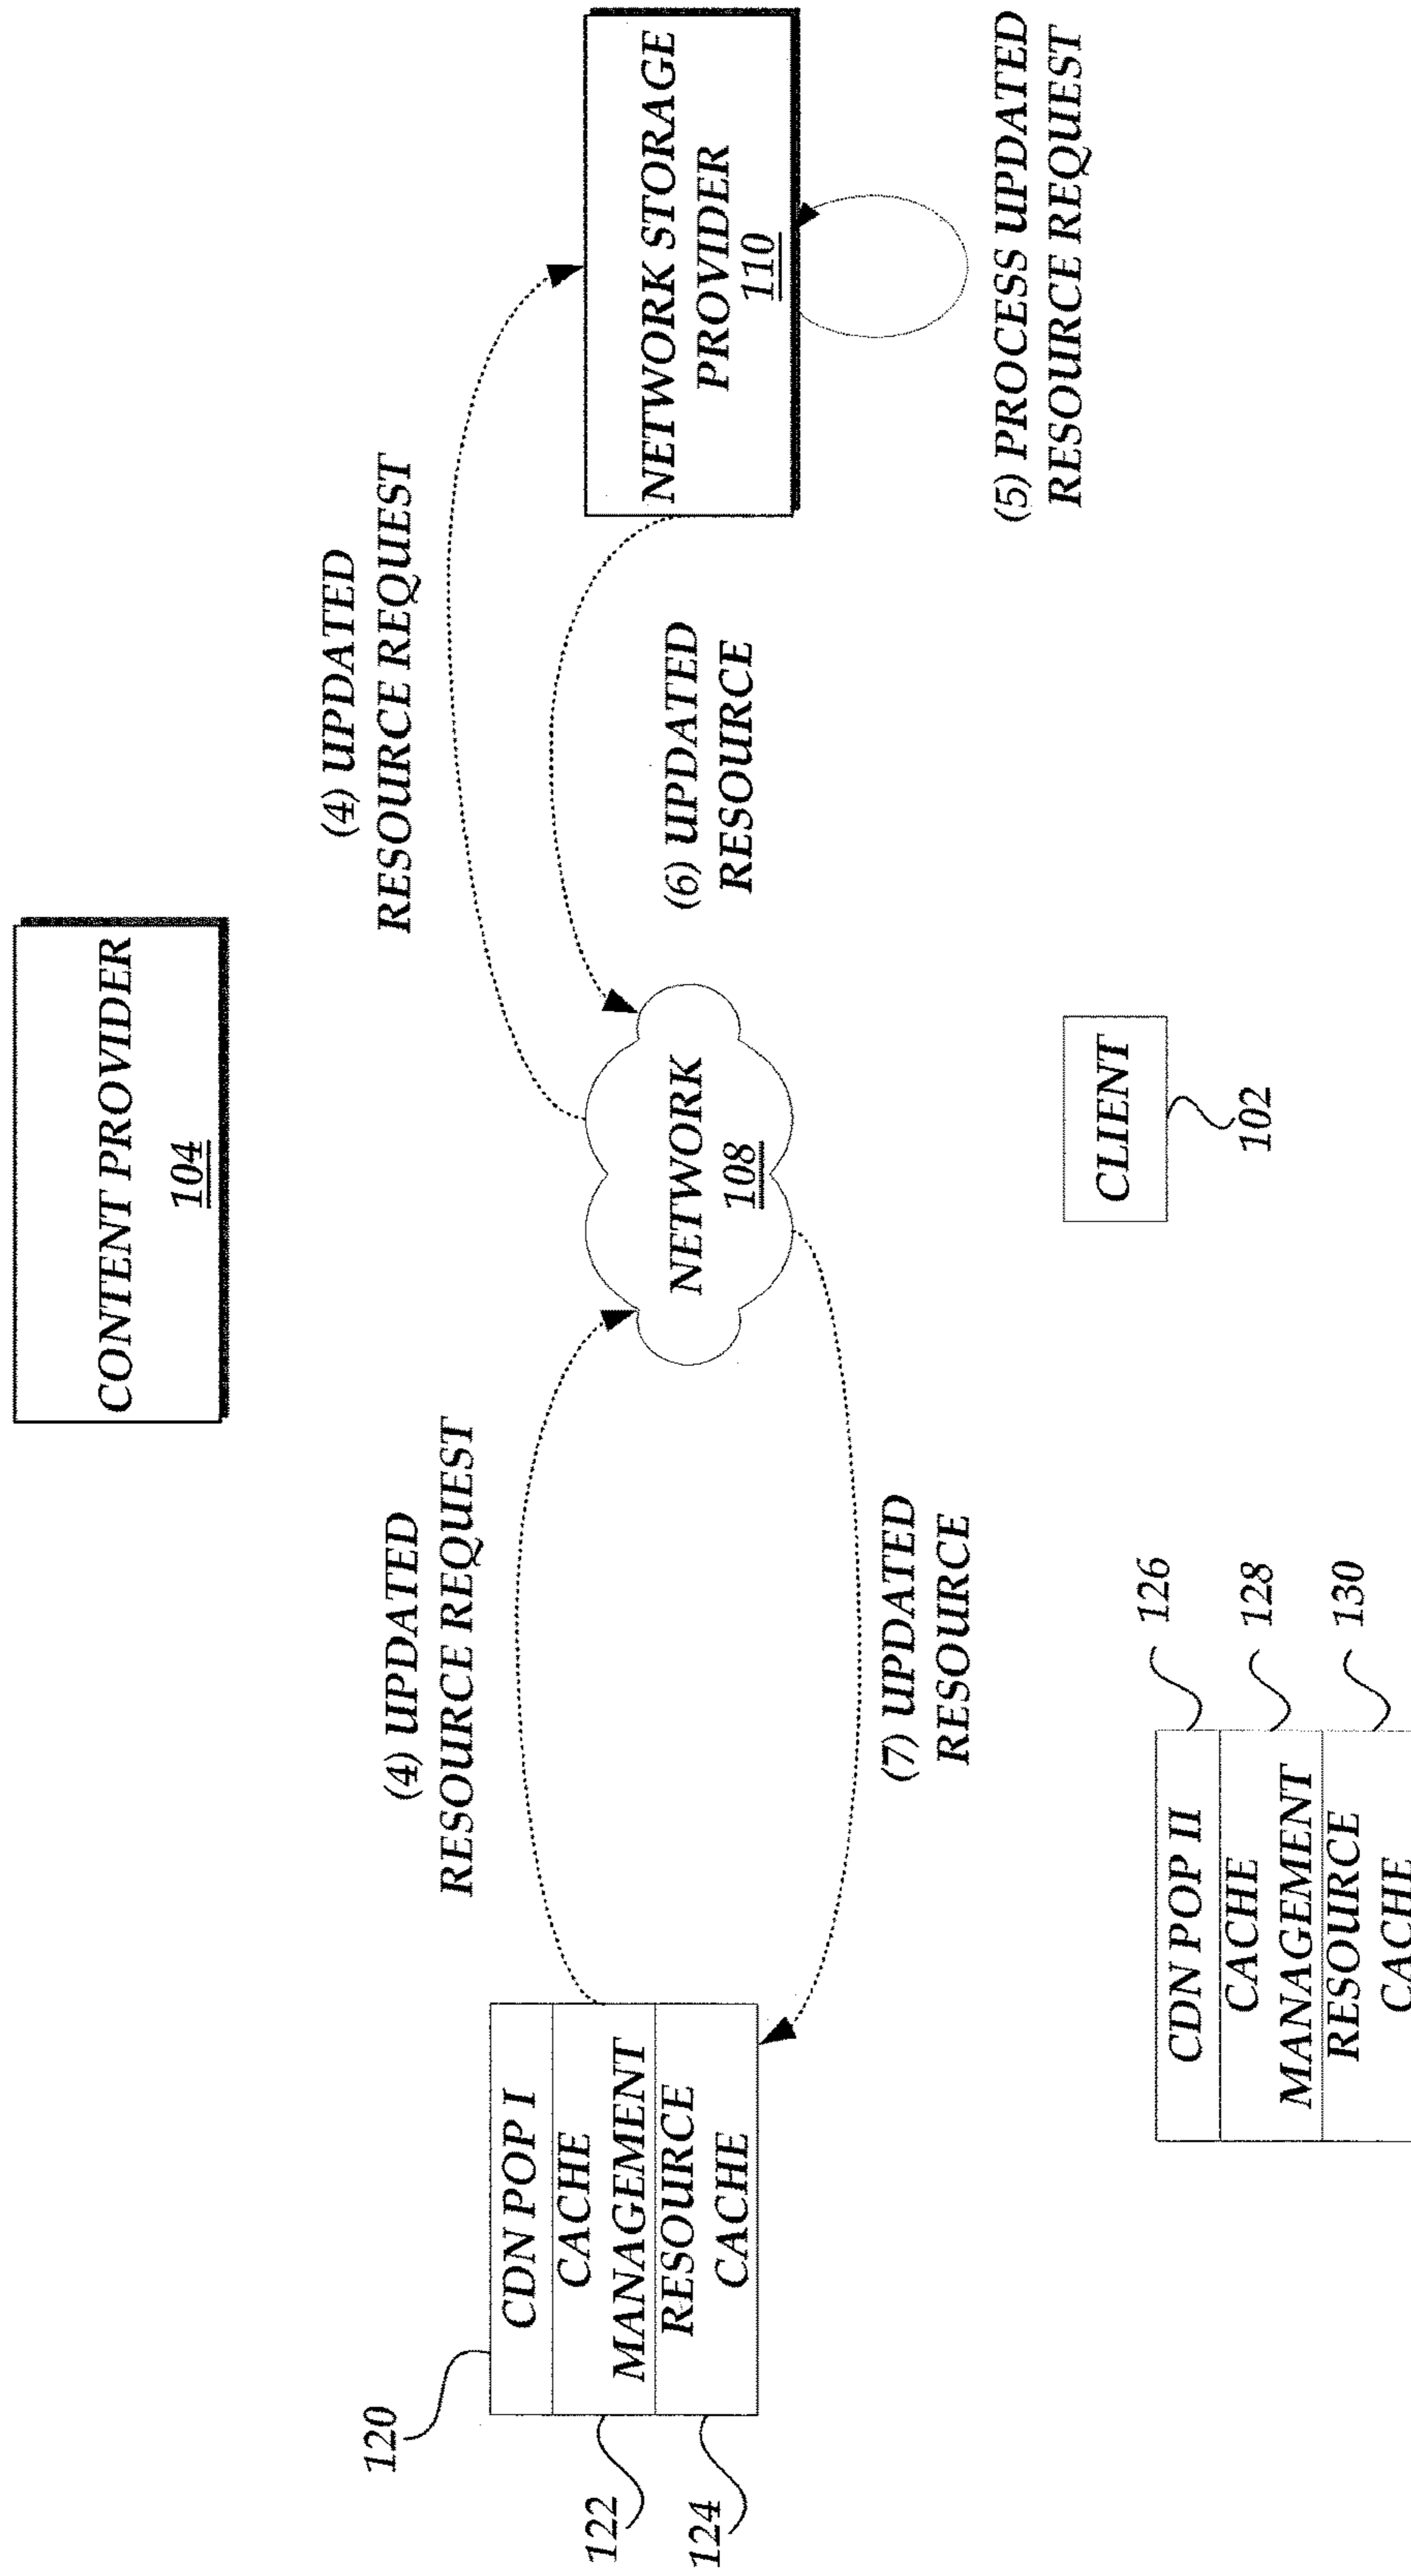 CONTENT PROVIDER
104
(4) UPDATED
RESOURCE REQUEST
(4) UPDATED
RESOURCE REQUEST
120
CDN POP I
CACHE
MANAGEMENT
RESOURCE
CACHE
122
124
NETWORK
108
NETWORK STORAGE
PROVIDER
110
(6) UPDATED
RESOURCE
(7) UPDATED
RESOURCE
(5) PROCESS UPDATED
RESOURCE REQUEST
CLIENT
102
CDN POP II
CACHE
MANAGEMENT
RESOURCE
CACHE
126
128
130